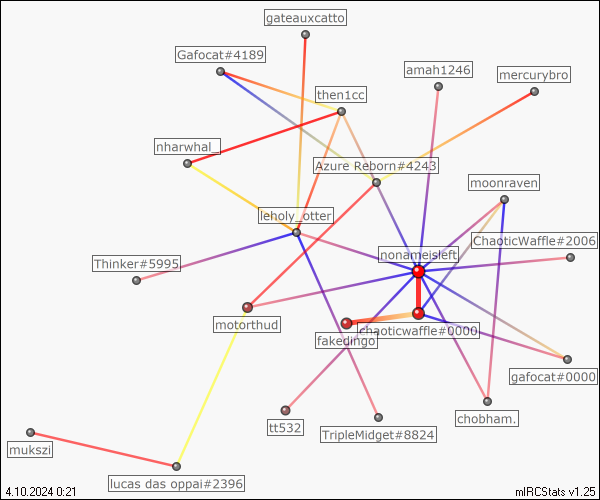 gateauxcatto
Gafocat#4189
amah1246
mercurybro
then1cc
nharwhal_
Azure Reborn#4243
moonraven
leholy_otter
ChaoticWaffle#2006
nonameisleft
Thinker#5995
motorthud
chaoticwaffle#0000
fakedingo
gafocat#0000
chobham.
tt532
TripleMidget#8824
mukszi
lucas das oppai#2396
4.10.2024 0:21
mIRCStats v1.25